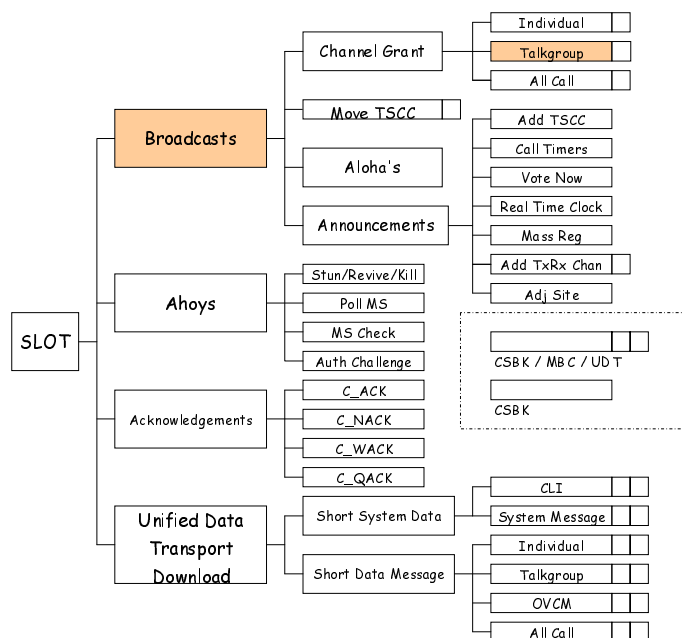 SLOT
Broadcasts
Channel Grant
Individual
Talkgroup
All Call
Move TSCC
Aloha's
Announcements
Add TSCC
Call Timers
Vote Now
Real Time Clock
Mass Reg
Add TxRx Chan
Adj Site
Ahoys
Stun/Revive/Kill
Poll MS
MS Check
Auth Challenge
Acknowledgements
C_ACK
C_NACK
C_WACK
C_QACK
Unified Data
Transport
Download
Short System Data
CLI
System Message
Short Data Message
Individual
Talkgroup
OVCM
All Call
CSBK / MBC / UDT
CSBK